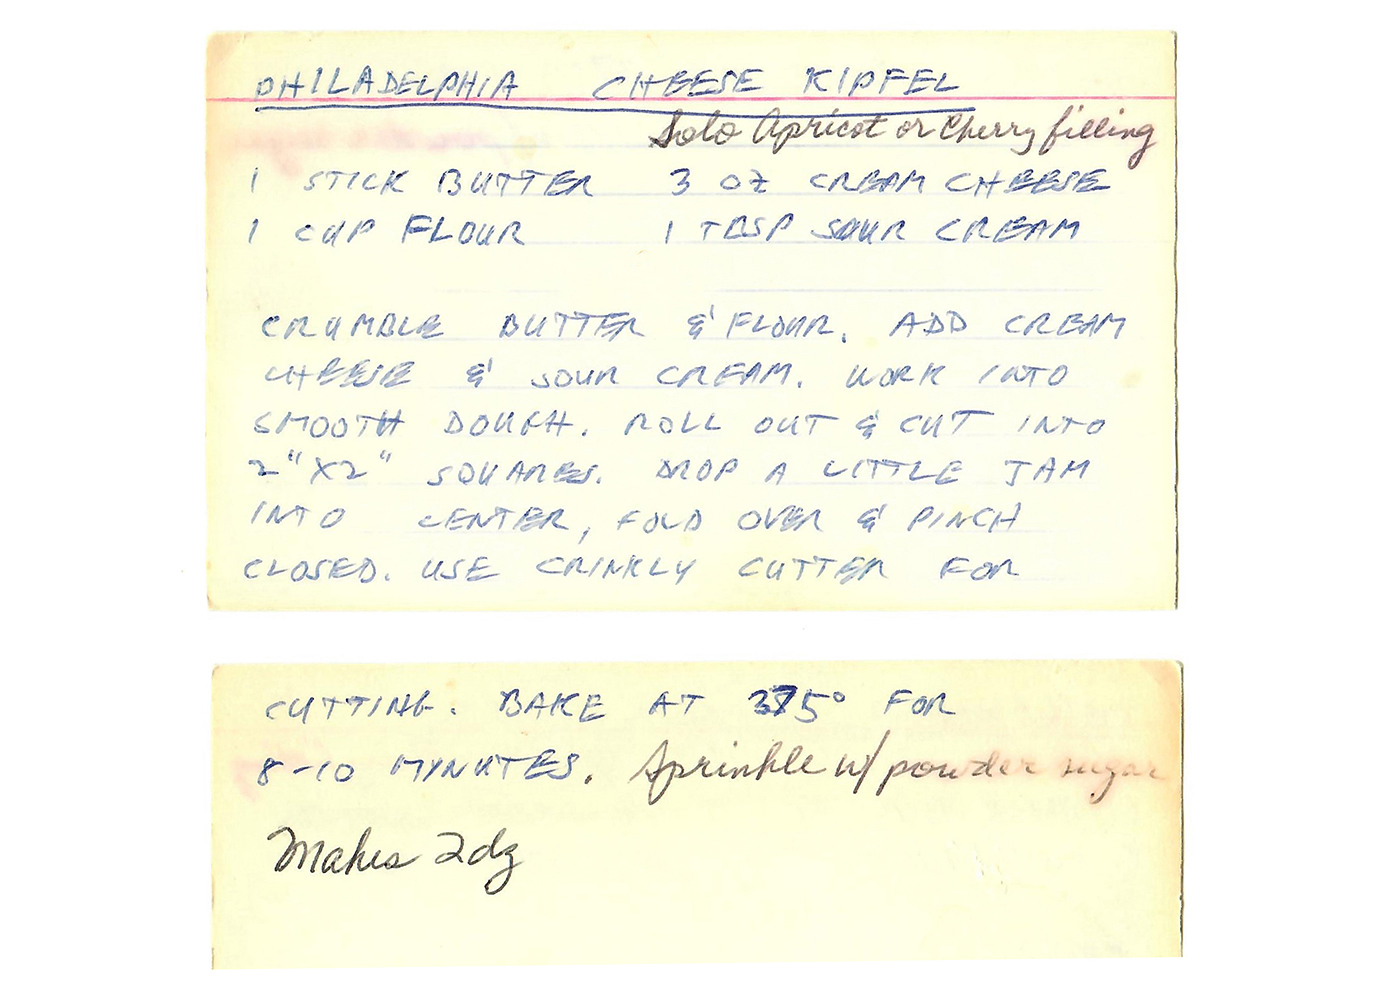 PHILADELPHIA CHEESE KIPFEL
Solo Apricot or Cherry filling
1 STICK BUTTER 3 OZ CREAM CHEESE
1 CUP FLOUR 1 TBSP SOUR CREAM
CRUMBLE BUTTER & FLOUR. ADD CREAM
CHEESE & SOUR CREAM. WORK INTO
SMOOTH DOUGH. ROLL OUT & CUT INTO
2" X2" SQUARES. DROP A LITTLE JAM
INTO CENTER, FOLD OVER & PINCH
CLOSED. USE CRINKLY CUTTER FOR
CUTTING. BAKE AT 375° FOR
8-10 MINUTES. Sprinkle w/ powder sugar
Makes 2dz